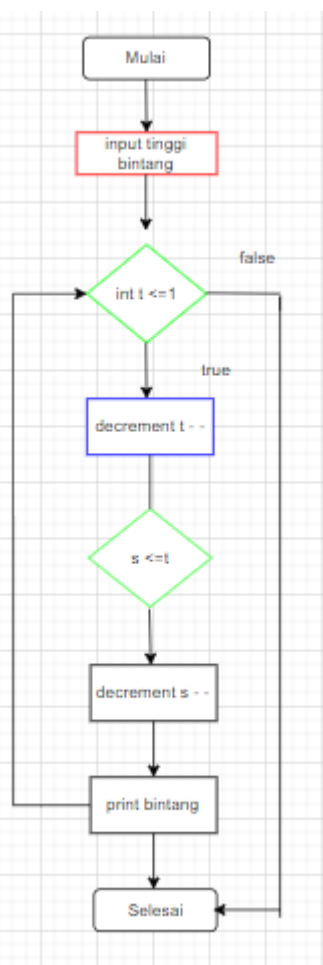 Mulai
input tinggi
bintang
false
int t <=1
true
decrement t - -
s <=t
decrement s - -
print bintang
Selesai